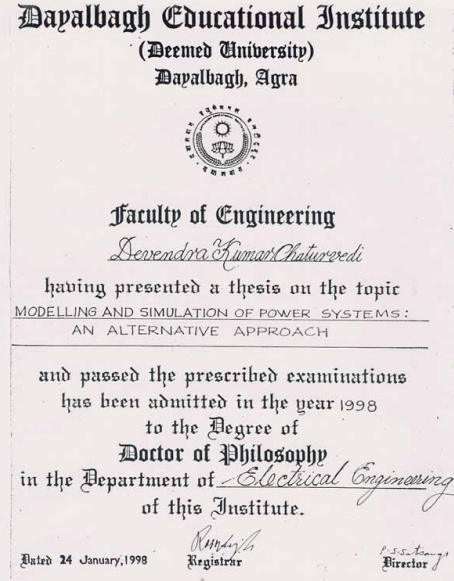 Dayalbagh Educational Institute
(Deemed University)
Dayalbagh, Agra
Faculty of Engineering
Devendra Kumar Chaturvedi
having presented a thesis on the topic
MODELLING AND SIMULATION OF POWER SYSTEMS:
AN ALTERNATIVE APPROACH
and passed the prescribed examinations
has been admitted in the year 1998
to the Degree of
Doctor of Philosophy
in the Department of Electrical Engineering
of this Institute.
P.S.Satsangi
Dated 24 January,1998 Registrar Director